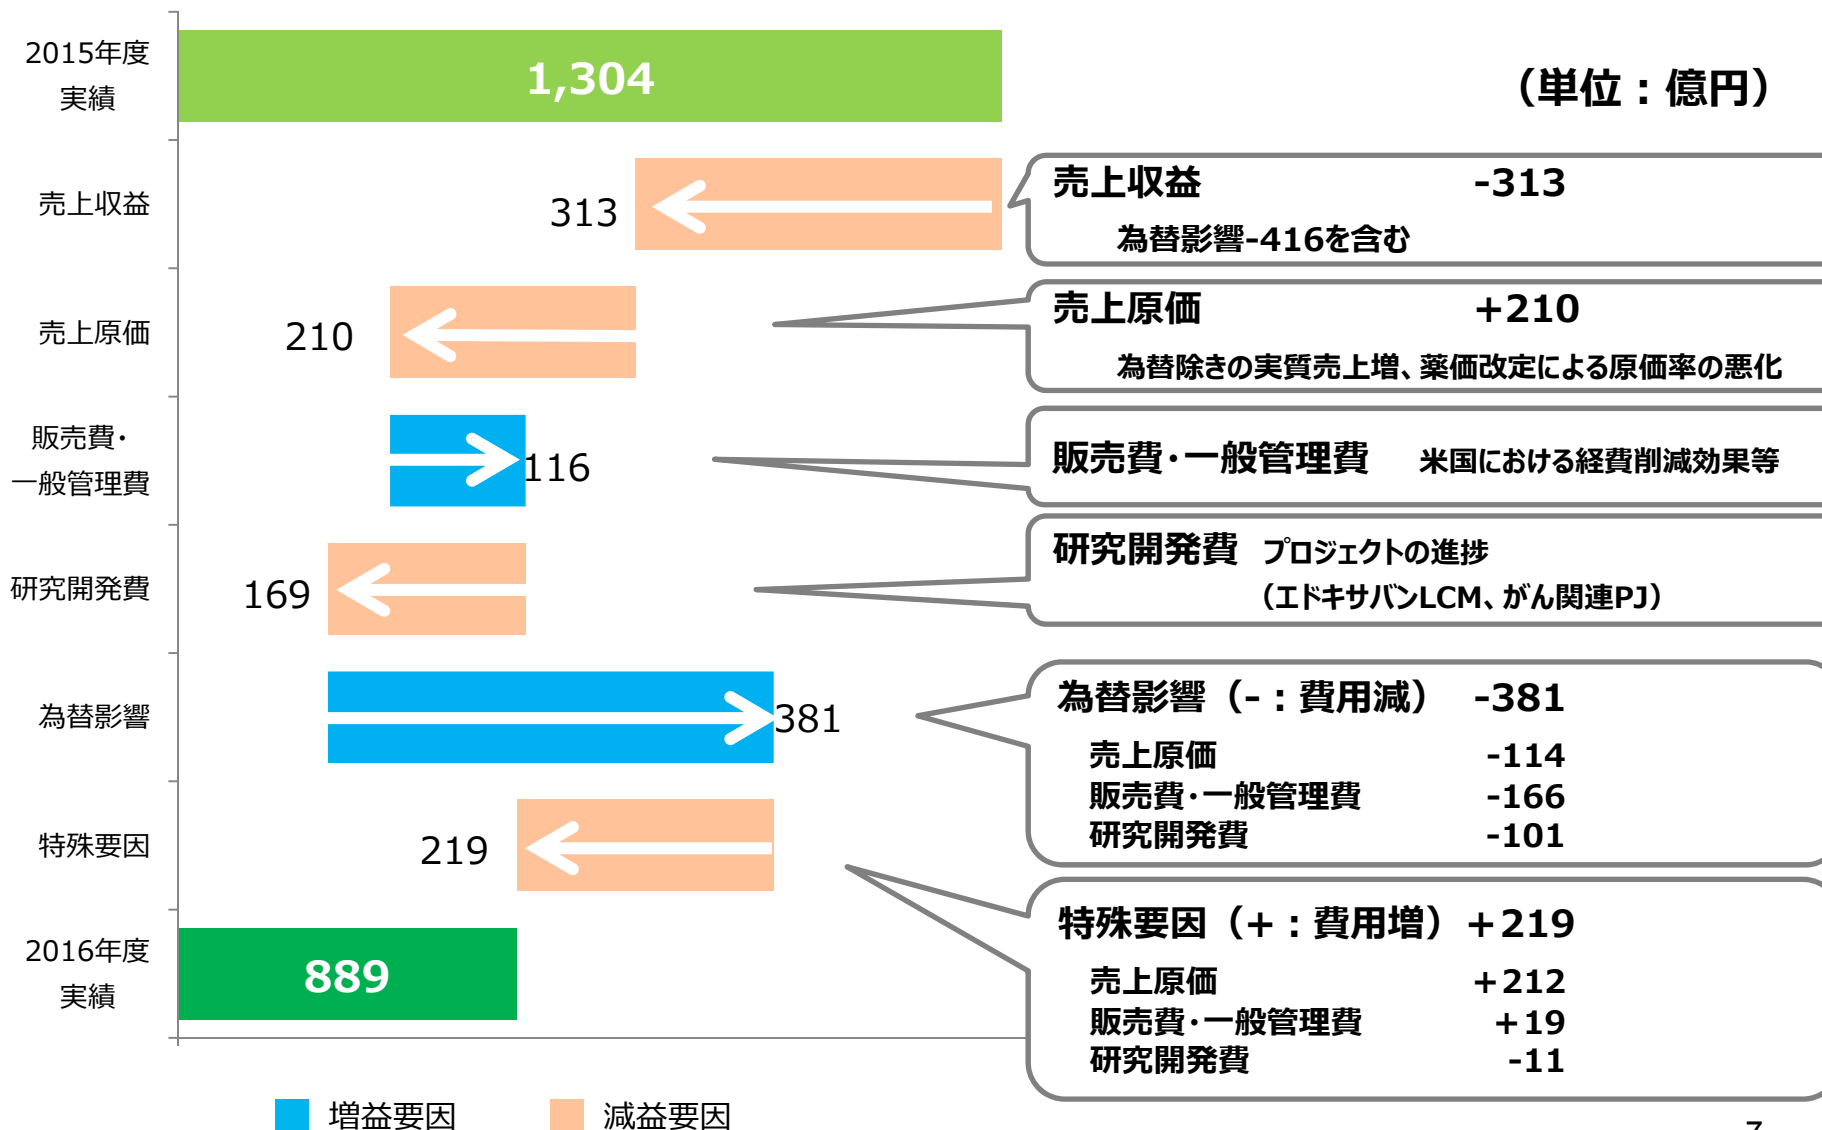 2015年度
実績
1,304
（単位：億円）
売上収益
313
売上収益 -313
為替影響-416を含む
売上原価
210
売上原価 +210
為替除きの実質売上増、薬価改定による原価率の悪化
販売費・
一般管理費
116
販売費・一般管理費 米国における経費削減効果等
研究開発費
169
研究開発費 プロジェクトの進捗
（エドキサバンLCM、がん関連PJ）
為替影響
381
為替影響（-：費用減） -381
売上原価 -114
販売費・一般管理費 -166
研究開発費 -101
特殊要因
219
特殊要因（+：費用増） +219
売上原価 +212
販売費・一般管理費 +19
研究開発費 -11
2016年度
実績
889
増益要因 減益要因